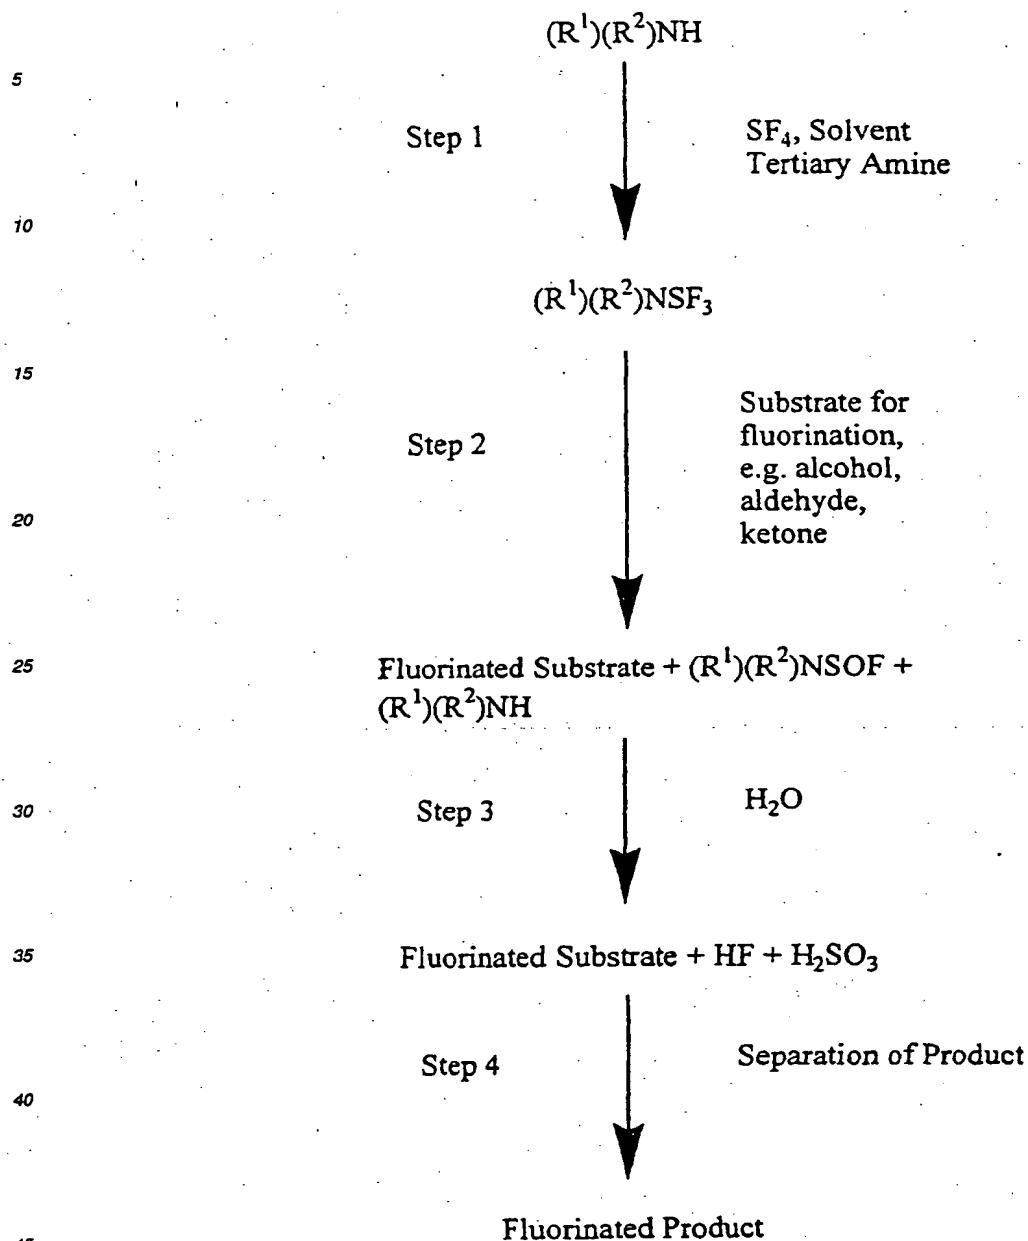 (R¹)(R²)NH
5
Step 1
SF₄, Solvent
Tertiary Amine
10
(R¹)(R²)NSF₃
15
Substrate for
fluorination,
e.g. alcohol,
aldehyde,
ketone
Step 2
20
25
Fluorinated Substrate + (R¹)(R²)NSOF +
(R¹)(R²)NH
30
Step 3
H₂O
35
Fluorinated Substrate + HF + H₂SO₃
Step 4
Separation of Product
40
Fluorinated Product